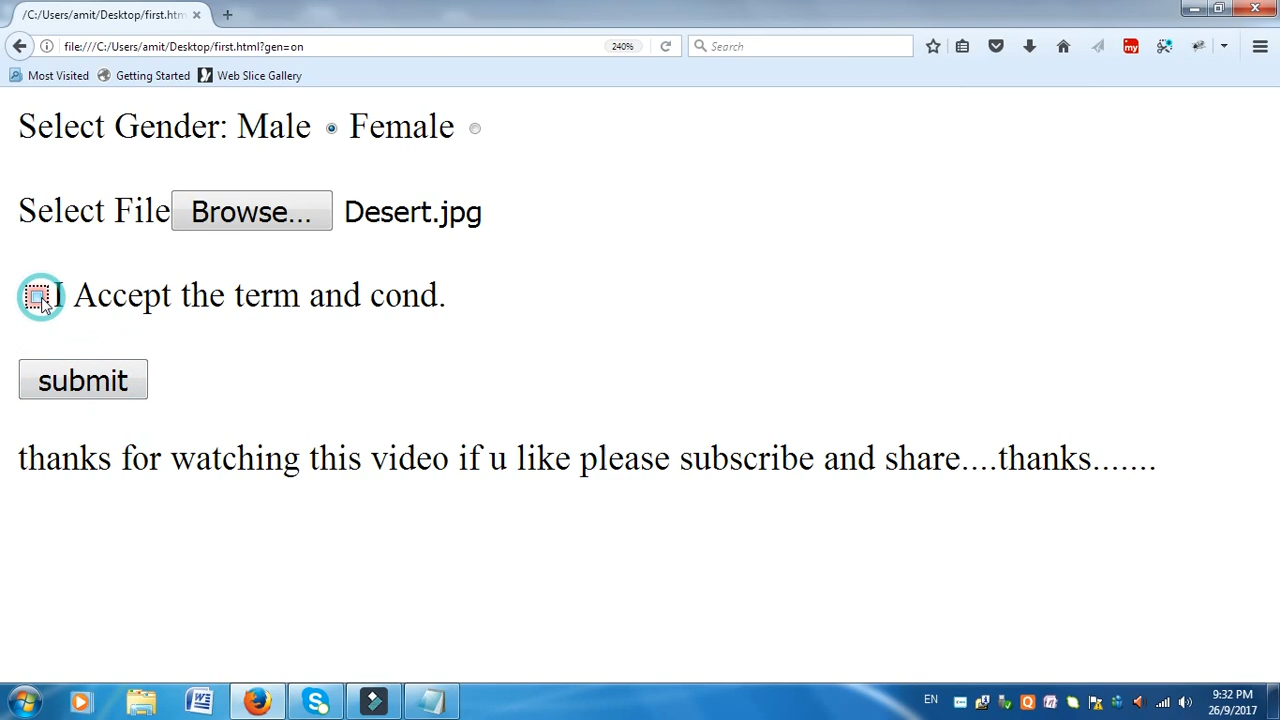 /C:/Users/amit/Desktop/first.htm
file:///C:/Users/amit/Desktop/first.html?gen=on
240%
Search
my
Most Visited
Getting Started
Web Slice Gallery
Select Gender: Male Female
Select File Browse... Desert.jpg
I Accept the term and cond.
submit
thanks for watching this video if u like please subscribe and share....thanks.......
EN
9:32 PM
26/9/2017